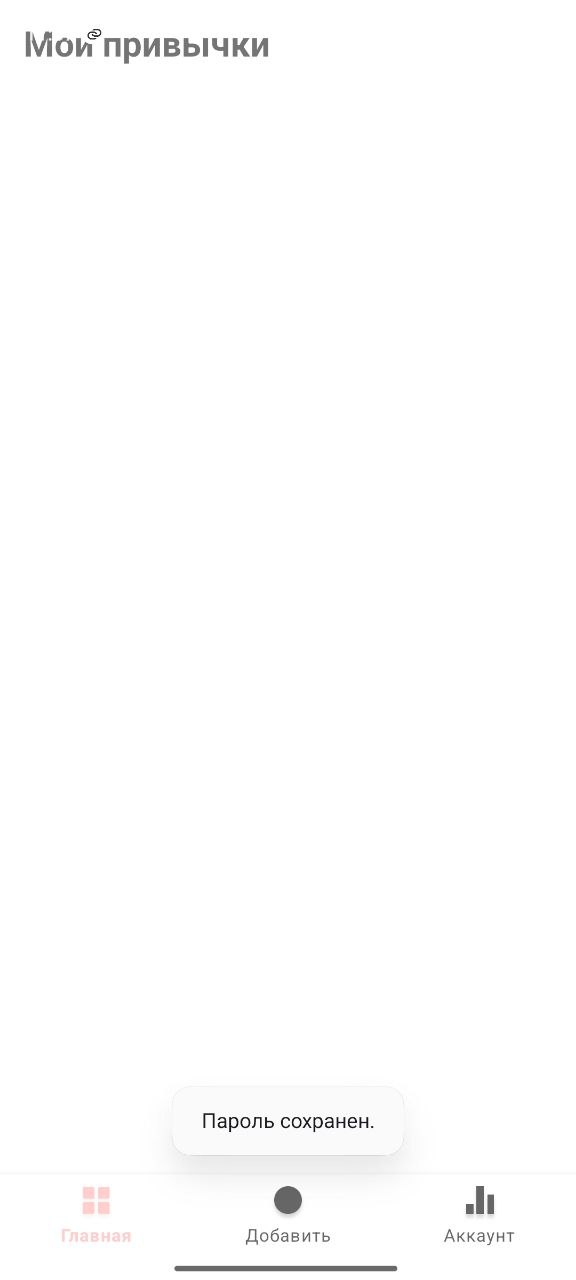 Мои привычки
Пароль сохранен.
Главная
Добавить
Аккаунт